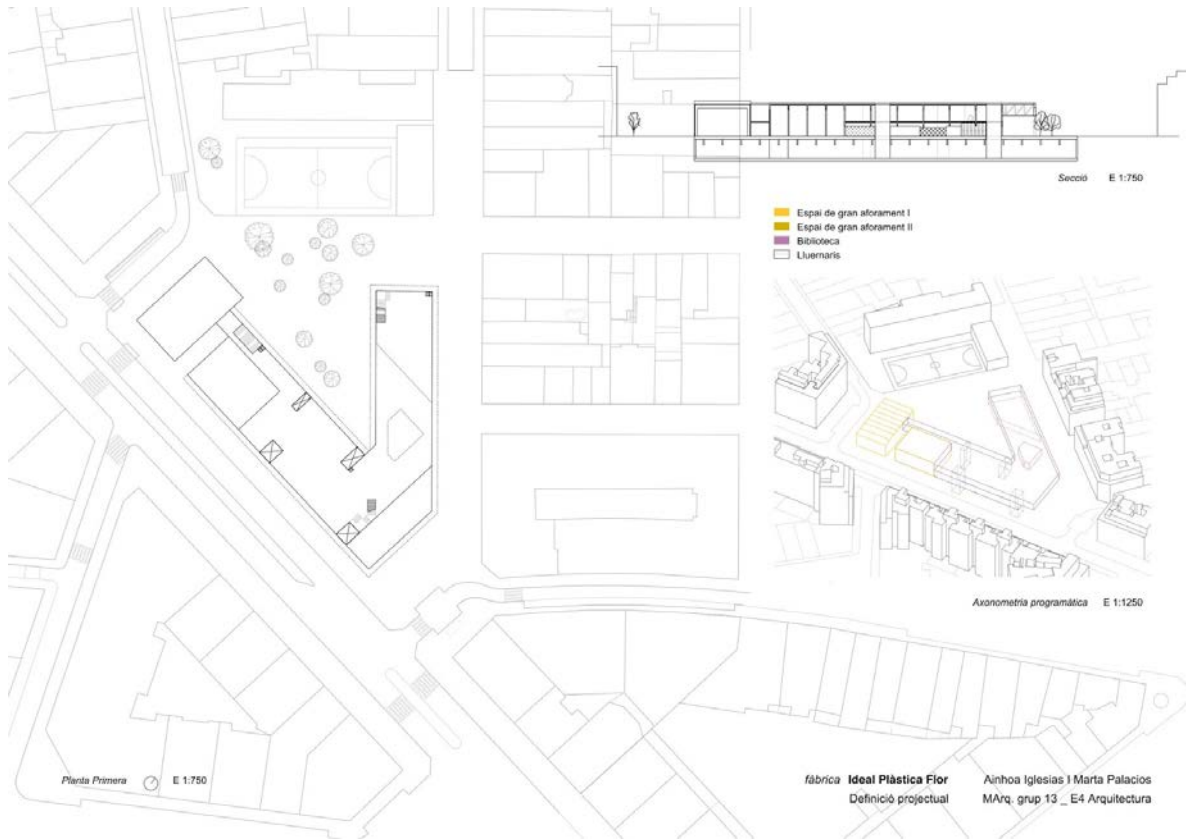 Secció E 1:750
Espai de gran aforament I
Espai de gran aforament II
Biblioteca
Lluernaris
Axonometria programàtica E 1:1250
Planta Primera E 1:750
fàbrica Ideal Plàstica Flor Ainhoa Iglesias I Marta Palacios
Definició projectual MArq. grup 13 _ E4 Arquitectura